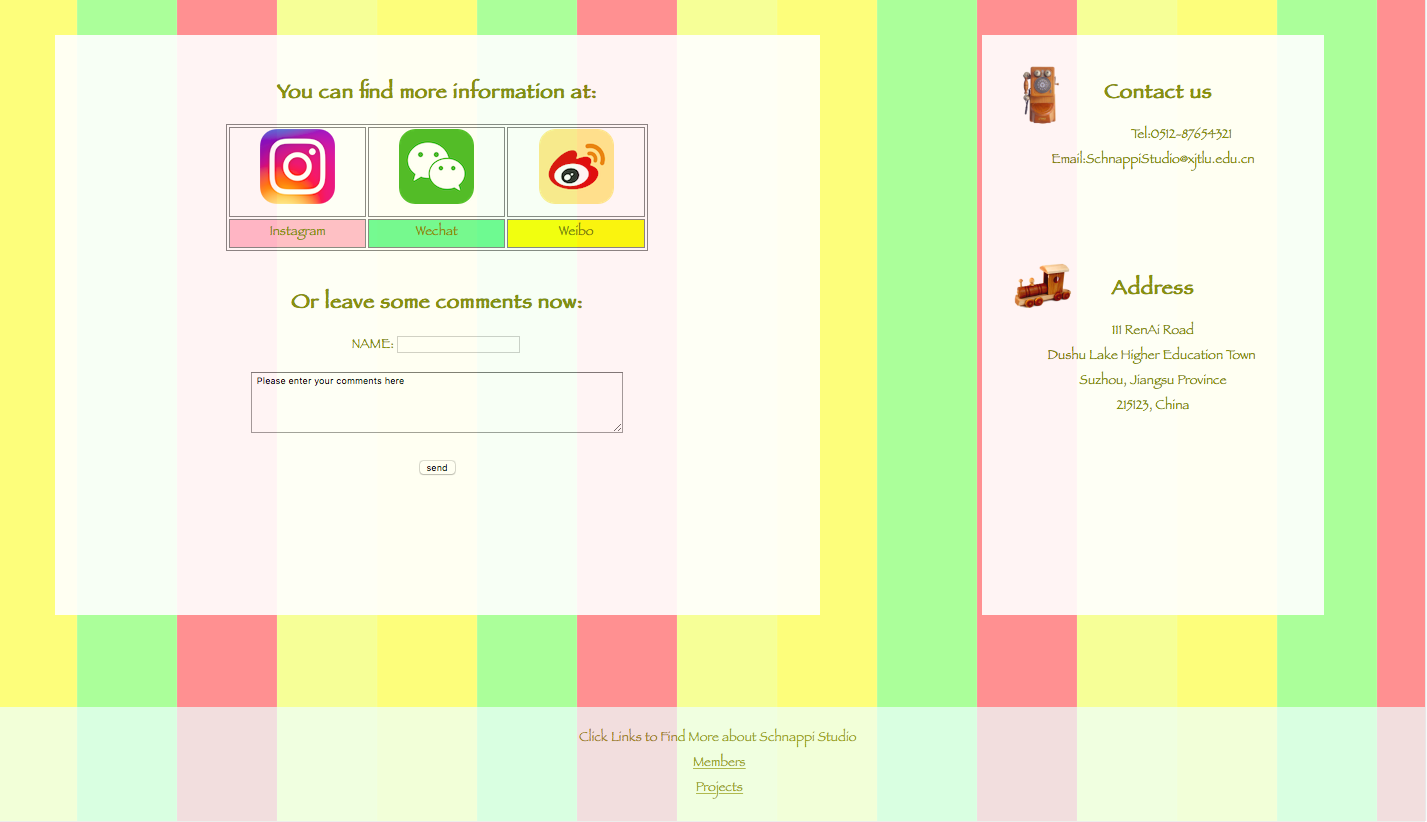 You can find more information at:
Instagram Wechat Weibo
Or leave some comments now:
NAME:
Please enter your comments here
send
Contact us
Tel:0512-87654321
Email:SchnappiStudio@xjtlu.edu.cn
Address
111 RenAi Road
Dushu Lake Higher Education Town
Suzhou, Jiangsu Province
215123, China
Click Links to Find More about Schnappi Studio
Members
Projects